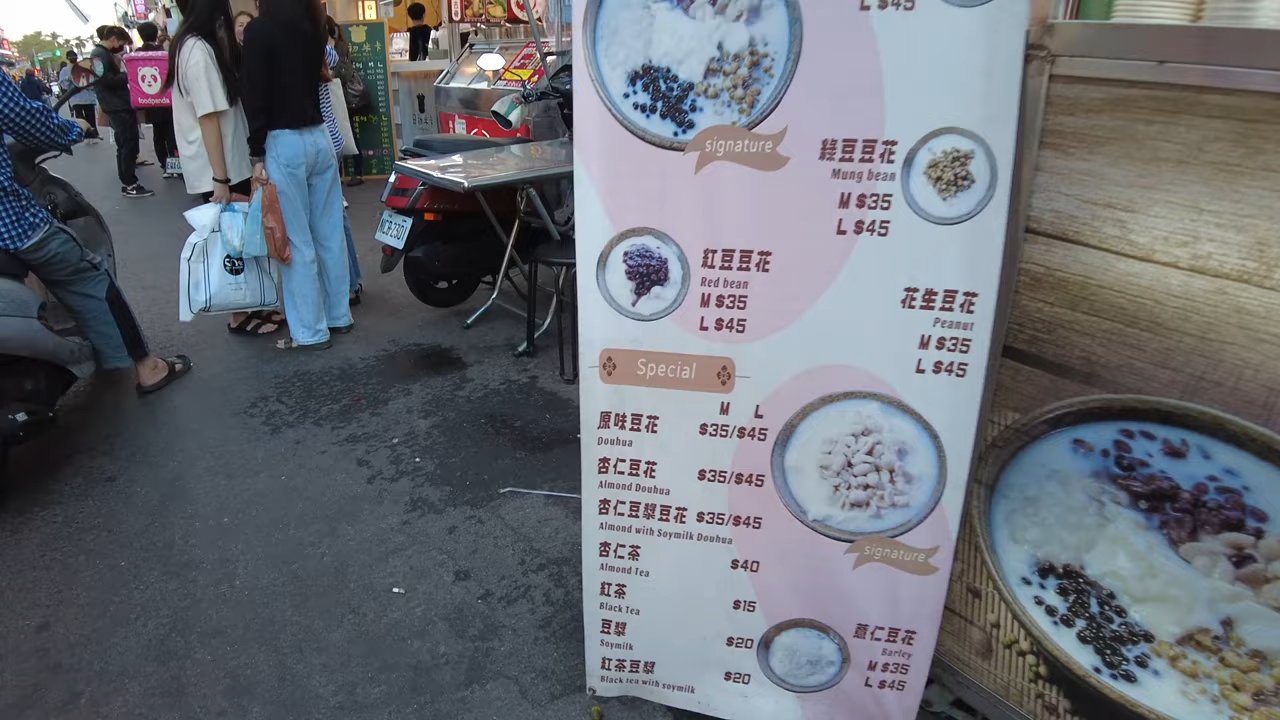 L $45
signature
綠豆豆花
Mung bean
M $35
L $45
紅豆豆花
Red bean
M $35
L $45
花生豆花
Peanut
M $35
L $45
Special
M L
原味豆花 $35/$45
Douhua
杏仁豆花 $35/$45
Almond Douhua
杏仁豆漿豆花 $35/$45
Almond with Soymilk Douhua
杏仁茶 $40
Almond Tea
紅茶 $15
Black Tea
豆漿 $20
Soymilk
紅茶豆漿 $20
Black tea with soymilk
signature
薏仁豆花
Barley
M $35
L $45
foodpanda